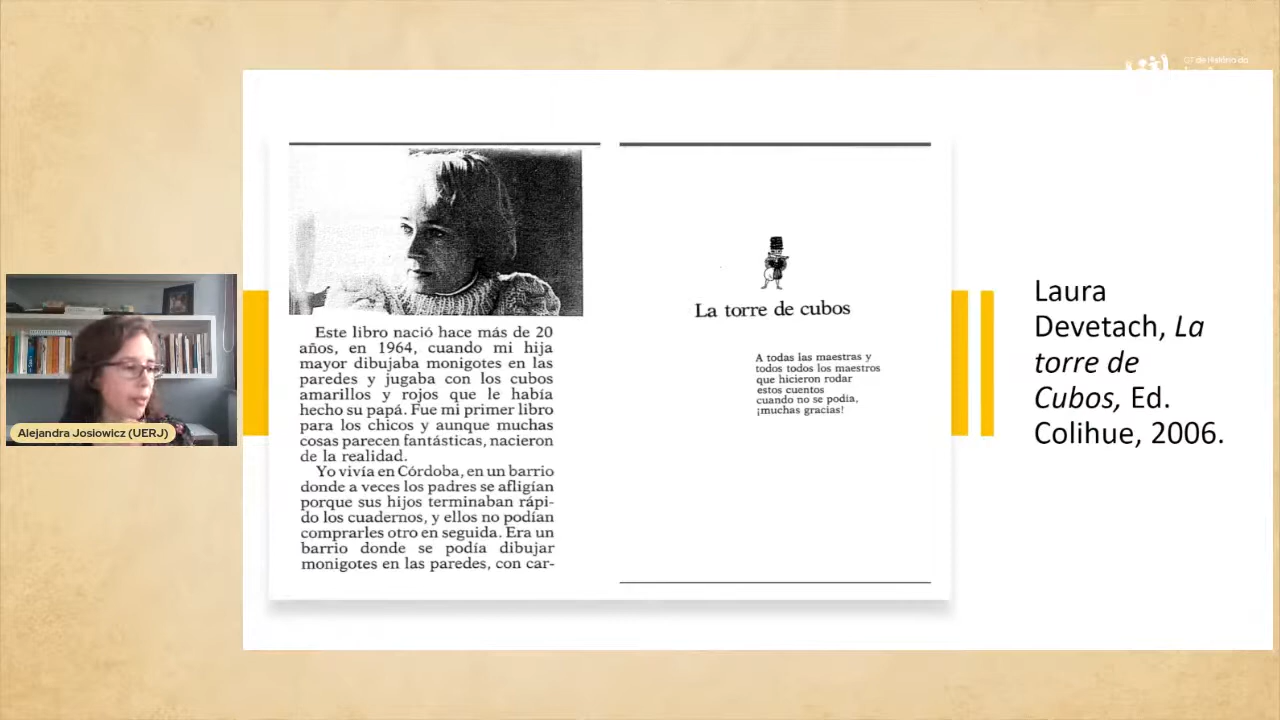 GT de História da
Este libro nació hace más de 20
años, en 1964, cuando mi hija
mayor dibujaba monigotes en las
paredes y jugaba con los cubos
amarillos y rojos que le había
hecho su papá. Fue mi primer libro
para los chicos y aunque muchas
cosas parecen fantásticas, nacieron
de la realidad.
Yo vivía en Córdoba, en un barrio
donde a veces los padres se afligían
porque sus hijos terminaban rápi-
do los cuadernos, y ellos no podían
comprarles otro en seguida. Era un
barrio donde se podía dibujar
monigotes en las paredes, con car-
La torre de cubos
A todas las maestras y
todos todos los maestros
que hicieron rodar
estos cuentos
cuando no se podía,
¡muchas gracias!
Laura
Devetach, La
torre de
Cubos, Ed.
Colihue, 2006.
Alejandra Josiowicz (UERJ)